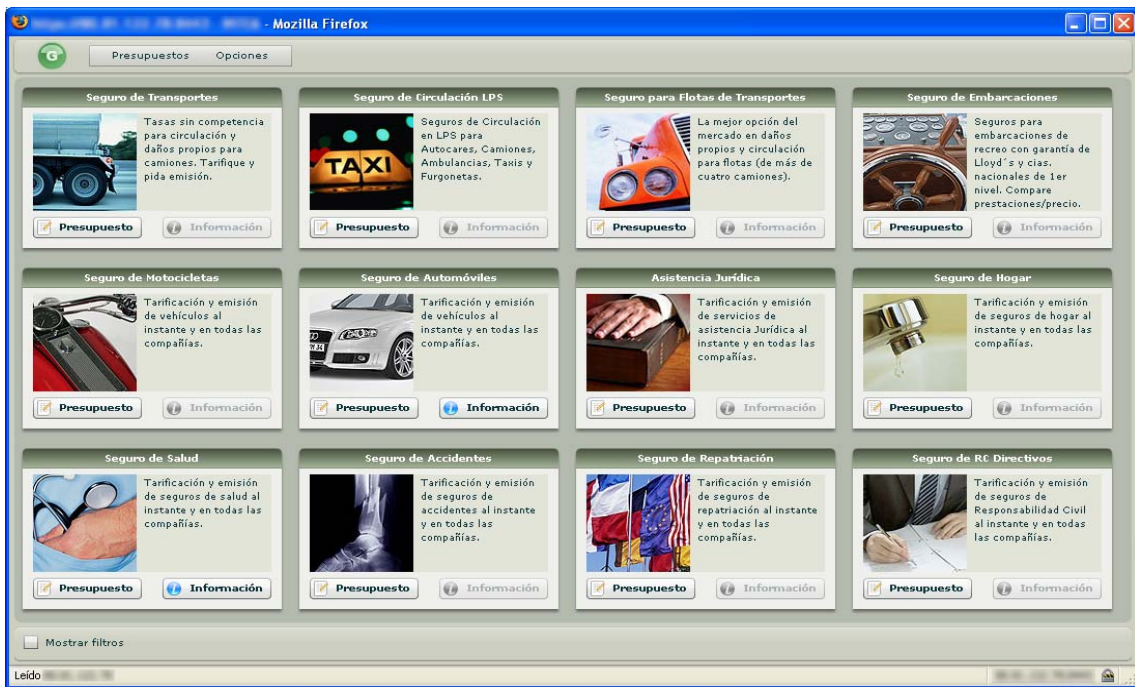 - Mozilla Firefox
G
Presupuestos Opciones
Seguro de Transportes
Tasas sin competencia
para circulación y
daños propios para
camiones. Tarifique y
pida emisión.
Presupuesto Información
Seguro de Circulación LPS
TAXI
Seguros de Circulación
en LPS para
Autocares, Camiones,
Ambulancias, Taxis y
Furgonetas.
Presupuesto Información
Seguro para Flotas de Transportes
La mejor opción del
mercado en daños
propios y circulación
para flotas (de más de
cuatro camiones).
Presupuesto Información
Seguro de Embarcaciones
Seguros para
embarcaciones de
recreo con garantía de
Lloyd´s y cias.
nacionales de 1er
nivel. Compare
prestaciones/precio.
Presupuesto Información
Seguro de Motocicletas
Tarificación y emisión
de vehículos al
instante y en todas las
compañías.
Presupuesto Información
Seguro de Automóviles
Tarificación y emisión
de vehículos al
instante y en todas las
compañías.
Presupuesto Información
Asistencia Jurídica
Tarificación y emisión
de servicios de
asistencia Jurídica al
instante y en todas las
compañías.
Presupuesto Información
Seguro de Hogar
Tarificación y emisión
de seguros de hogar al
instante y en todas las
compañías.
Presupuesto Información
Seguro de Salud
Tarificación y emisión
de seguros de salud al
instante y en todas las
compañías.
Presupuesto Información
Seguro de Accidentes
Tarificación y emisión
de seguros de
accidentes al instante
y en todas las
compañías.
Presupuesto Información
Seguro de Repatriación
Tarificación y emisión
de seguros de
repatriación al instante
y en todas las
compañías.
Presupuesto Información
Seguro de RC Directivos
Tarificación y emisión
de seguros de
Responsabilidad Civil
al instante y en todas
las compañías.
Presupuesto Información
Mostrar filtros
Leído